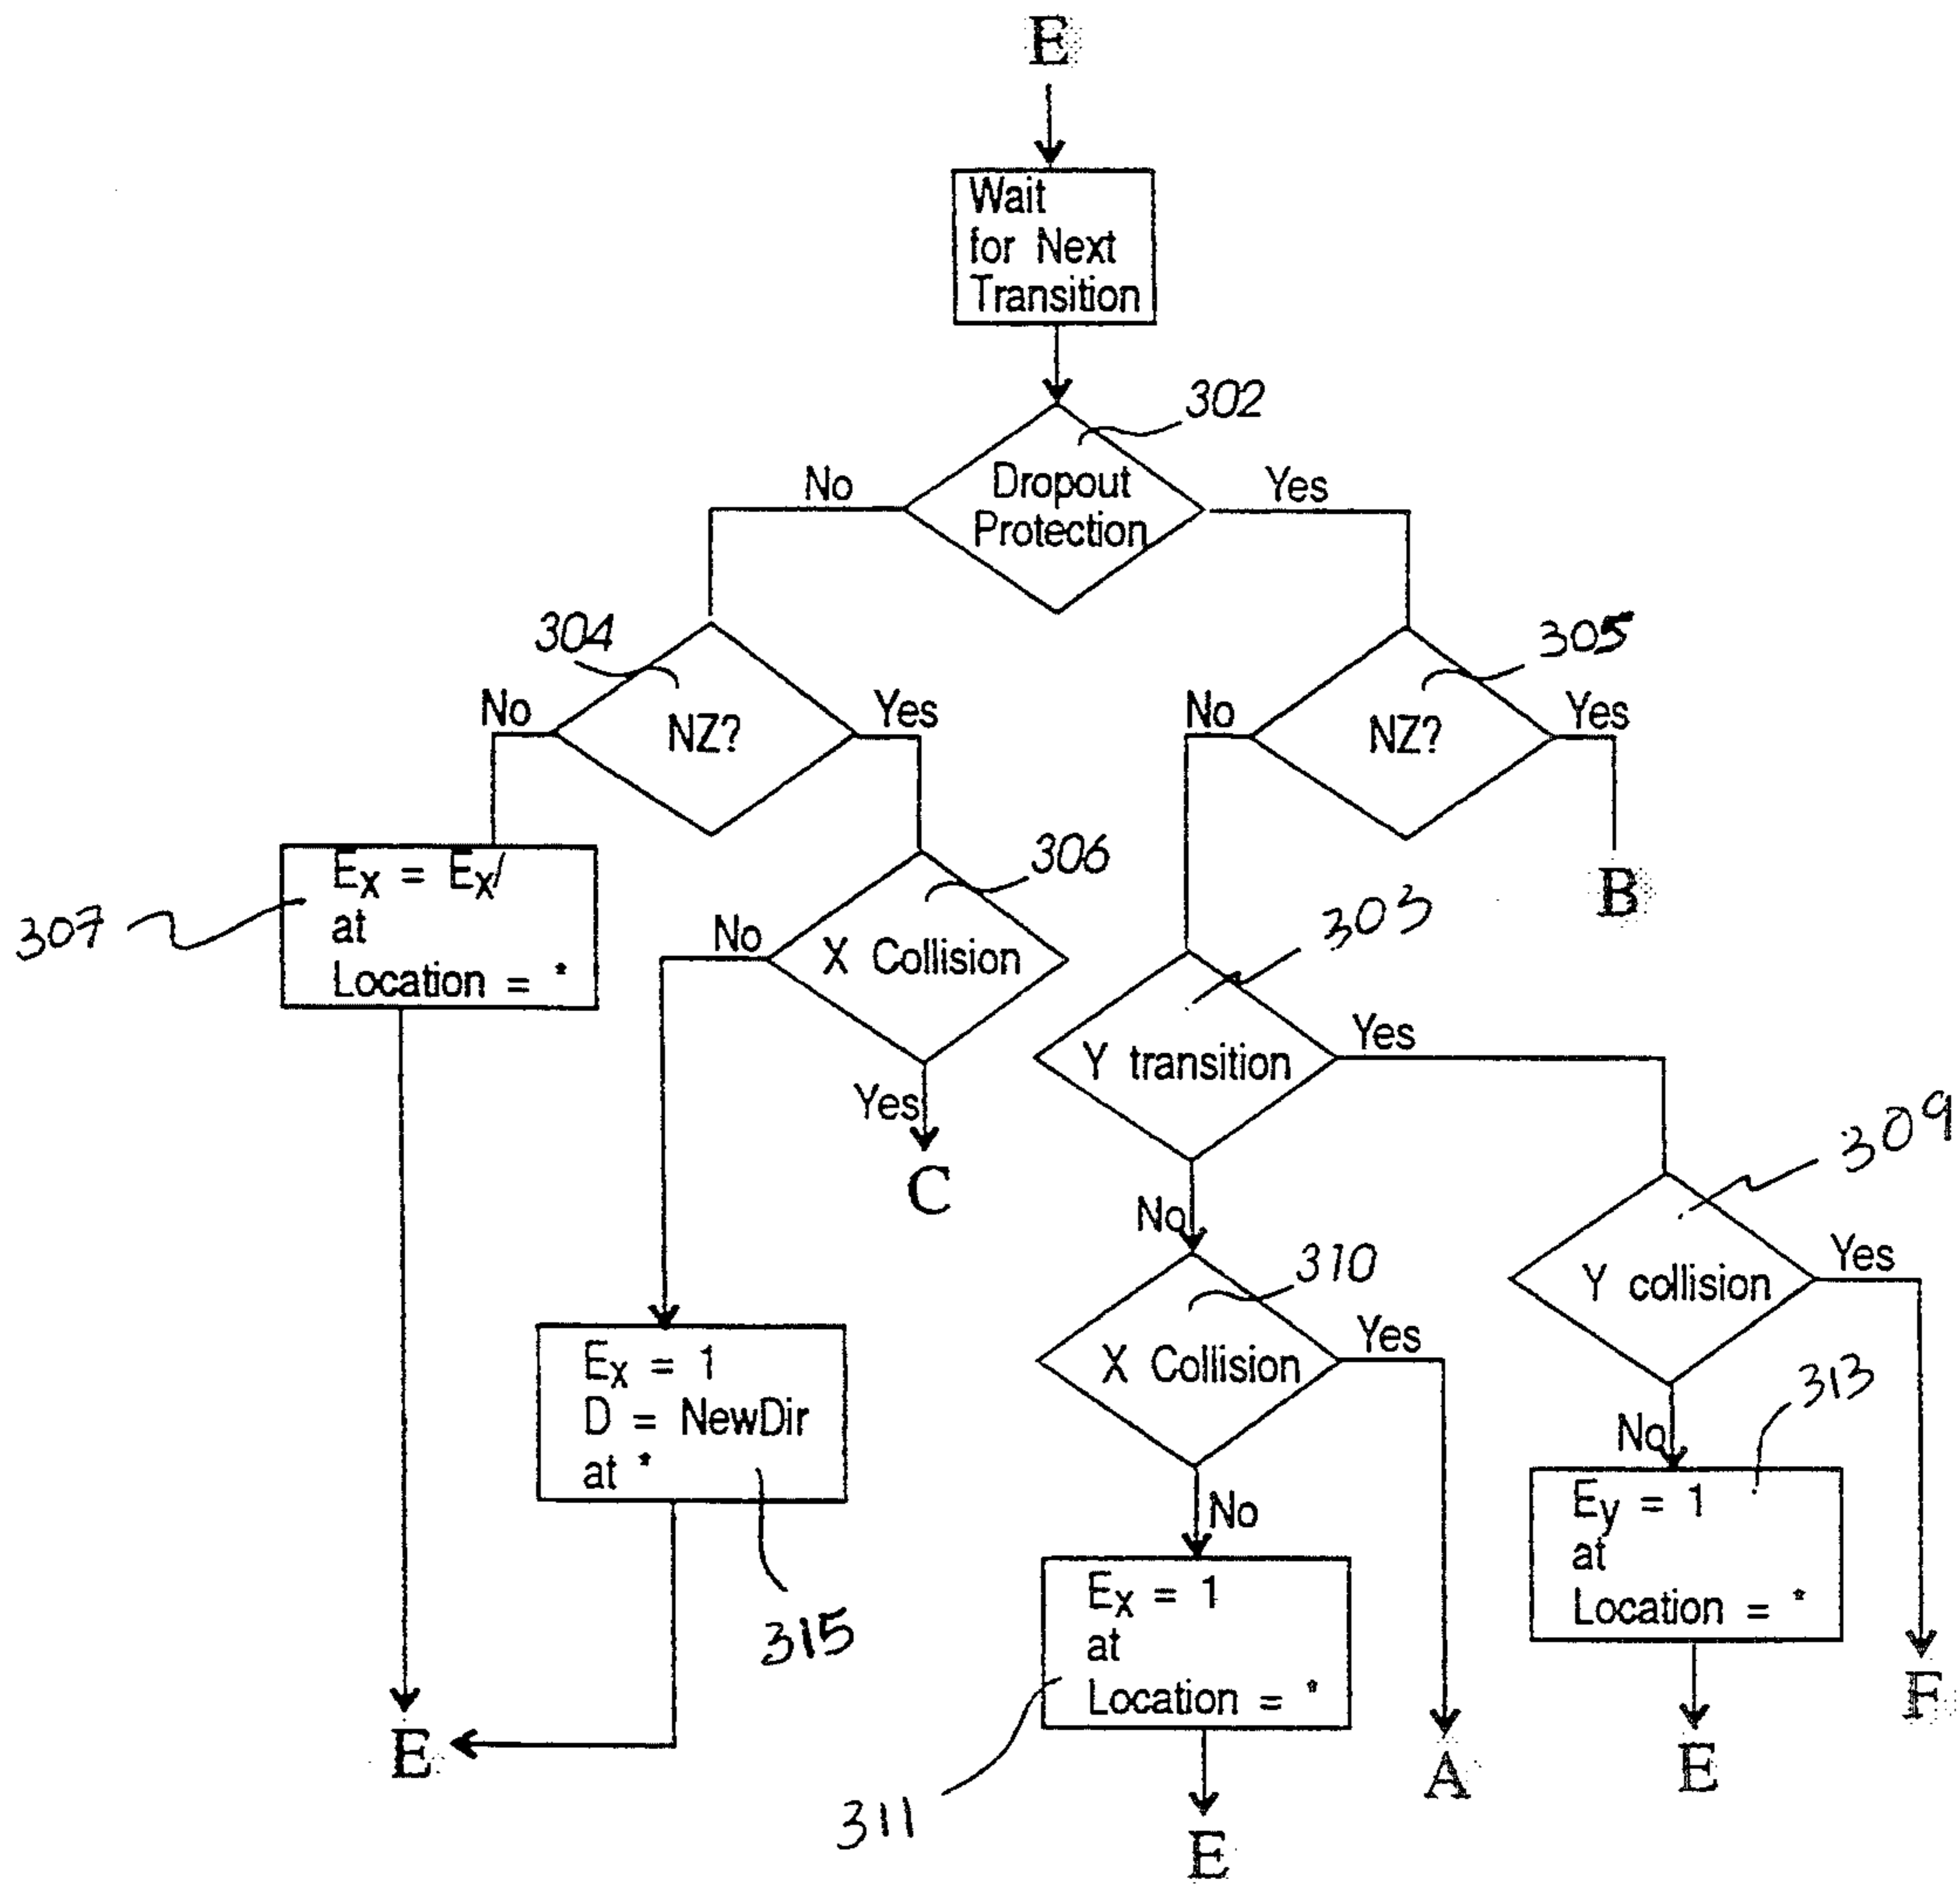 E
Wait
for Next
Transition
302
No
Dropout
Protection
Yes
304
305
No
NZ?
Yes
No
NZ?
Yes
306
307
Ex = Ex/
at
Location = *
No
X Collision
303
B
Y transition
Yes
Yes
C
309
No
310
Y collision
Yes
Ex = 1
D = NewDir
at *
X Collision
Yes
313
No
315
No
Ey = 1
at
Location = *
Ex = 1
at
Location = *
311
E
A
F
E
E